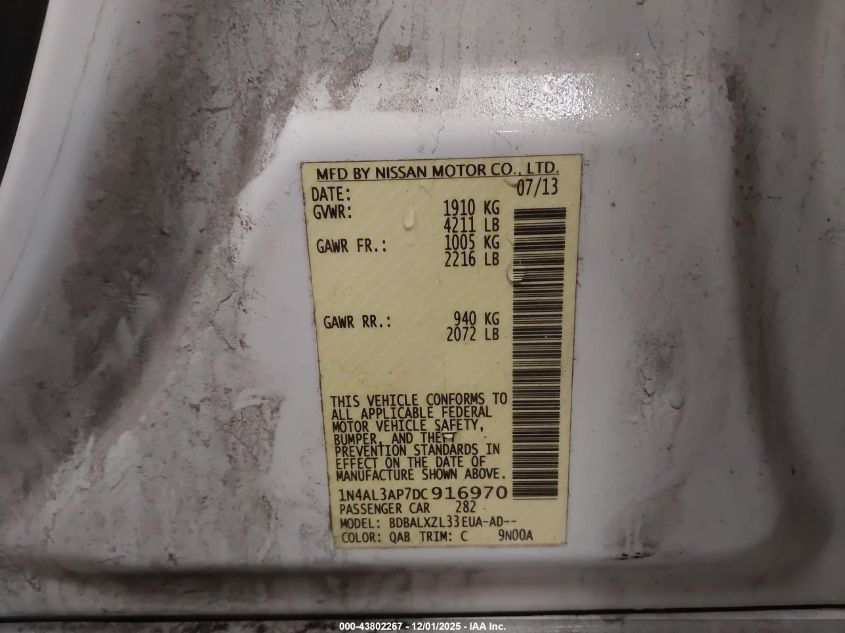 MFD BY NISSAN MOTOR CO., LTD.
DATE: 07/13
GVWR: 1910 KG
4211 LB
GAWR FR.: 1005 KG
2216 LB
GAWR RR.: 940 KG
2072 LB
THIS VEHICLE CONFORMS TO
ALL APPLICABLE FEDERAL
MOTOR VEHICLE SAFETY,
BUMPER, AND THEFT
PREVENTION STANDARDS IN
EFFECT ON THE DATE OF
MANUFACTURE SHOWN ABOVE.
1N4AL3AP7DC916970
PASSENGER CAR 282
MODEL: BDBALXZL33EUA-AD--
COLOR: QAB TRIM: C 9N00A
000-43802267 - 12/01/2025 - IAA Inc.